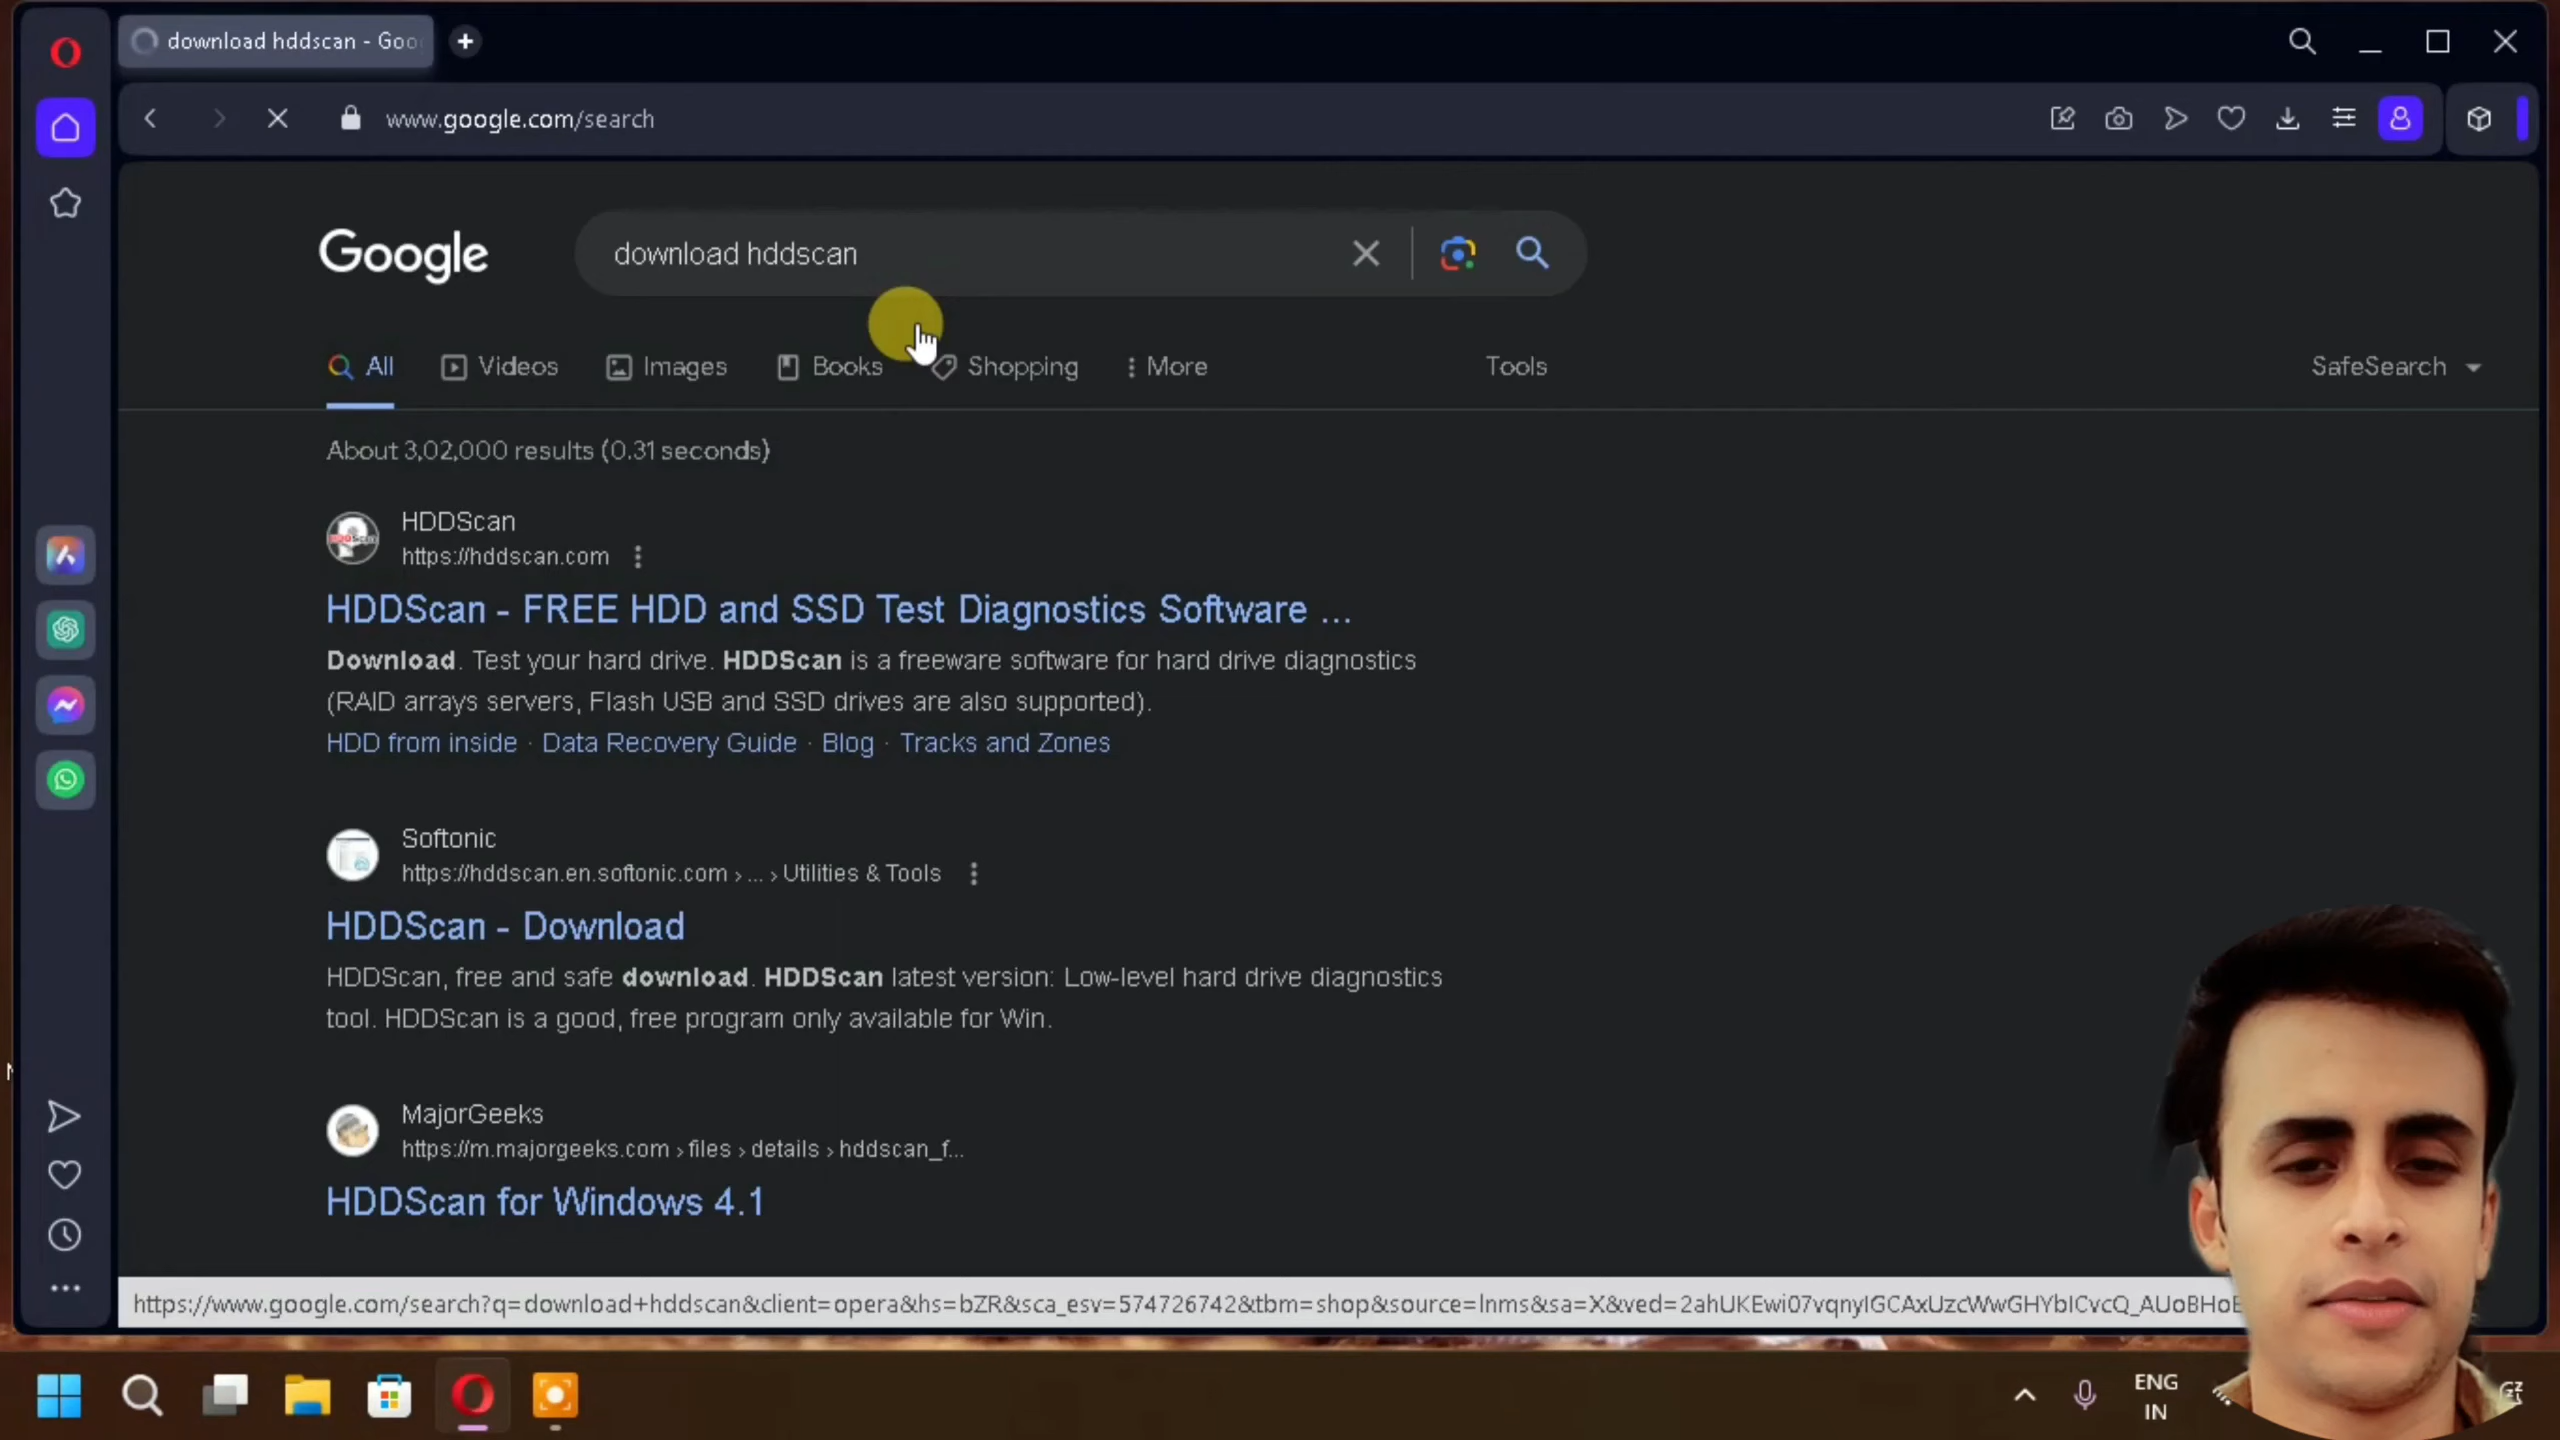 download hddscan - Goo
www.google.com/search
Google
download hddscan
All Videos Images Books Shopping More Tools SafeSearch
About 3,02,000 results (0.31 seconds)
HDDScan
https://hddscan.com
HDDScan - FREE HDD and SSD Test Diagnostics Software ...
Download. Test your hard drive. HDDScan is a freeware software for hard drive diagnostics
(RAID arrays servers, Flash USB and SSD drives are also supported).
HDD from inside · Data Recovery Guide · Blog · Tracks and Zones
Softonic
https://hddscan.en.softonic.com › ... › Utilities & Tools
HDDScan - Download
HDDScan, free and safe download. HDDScan latest version: Low-level hard drive diagnostics
tool. HDDScan is a good, free program only available for Win.
MajorGeeks
https://m.majorgeeks.com › files › details › hddscan_f...
HDDScan for Windows 4.1
https://www.google.com/search?q=download+hddscan&client=opera&hs=bZR&sca_esv=574726742&tbm=shop&source=lnms&sa=X&ved=2ahUKEwi07vqnyIGCAxUzcWwGHYbICvcQ_AUoBHoE
ENG
IN